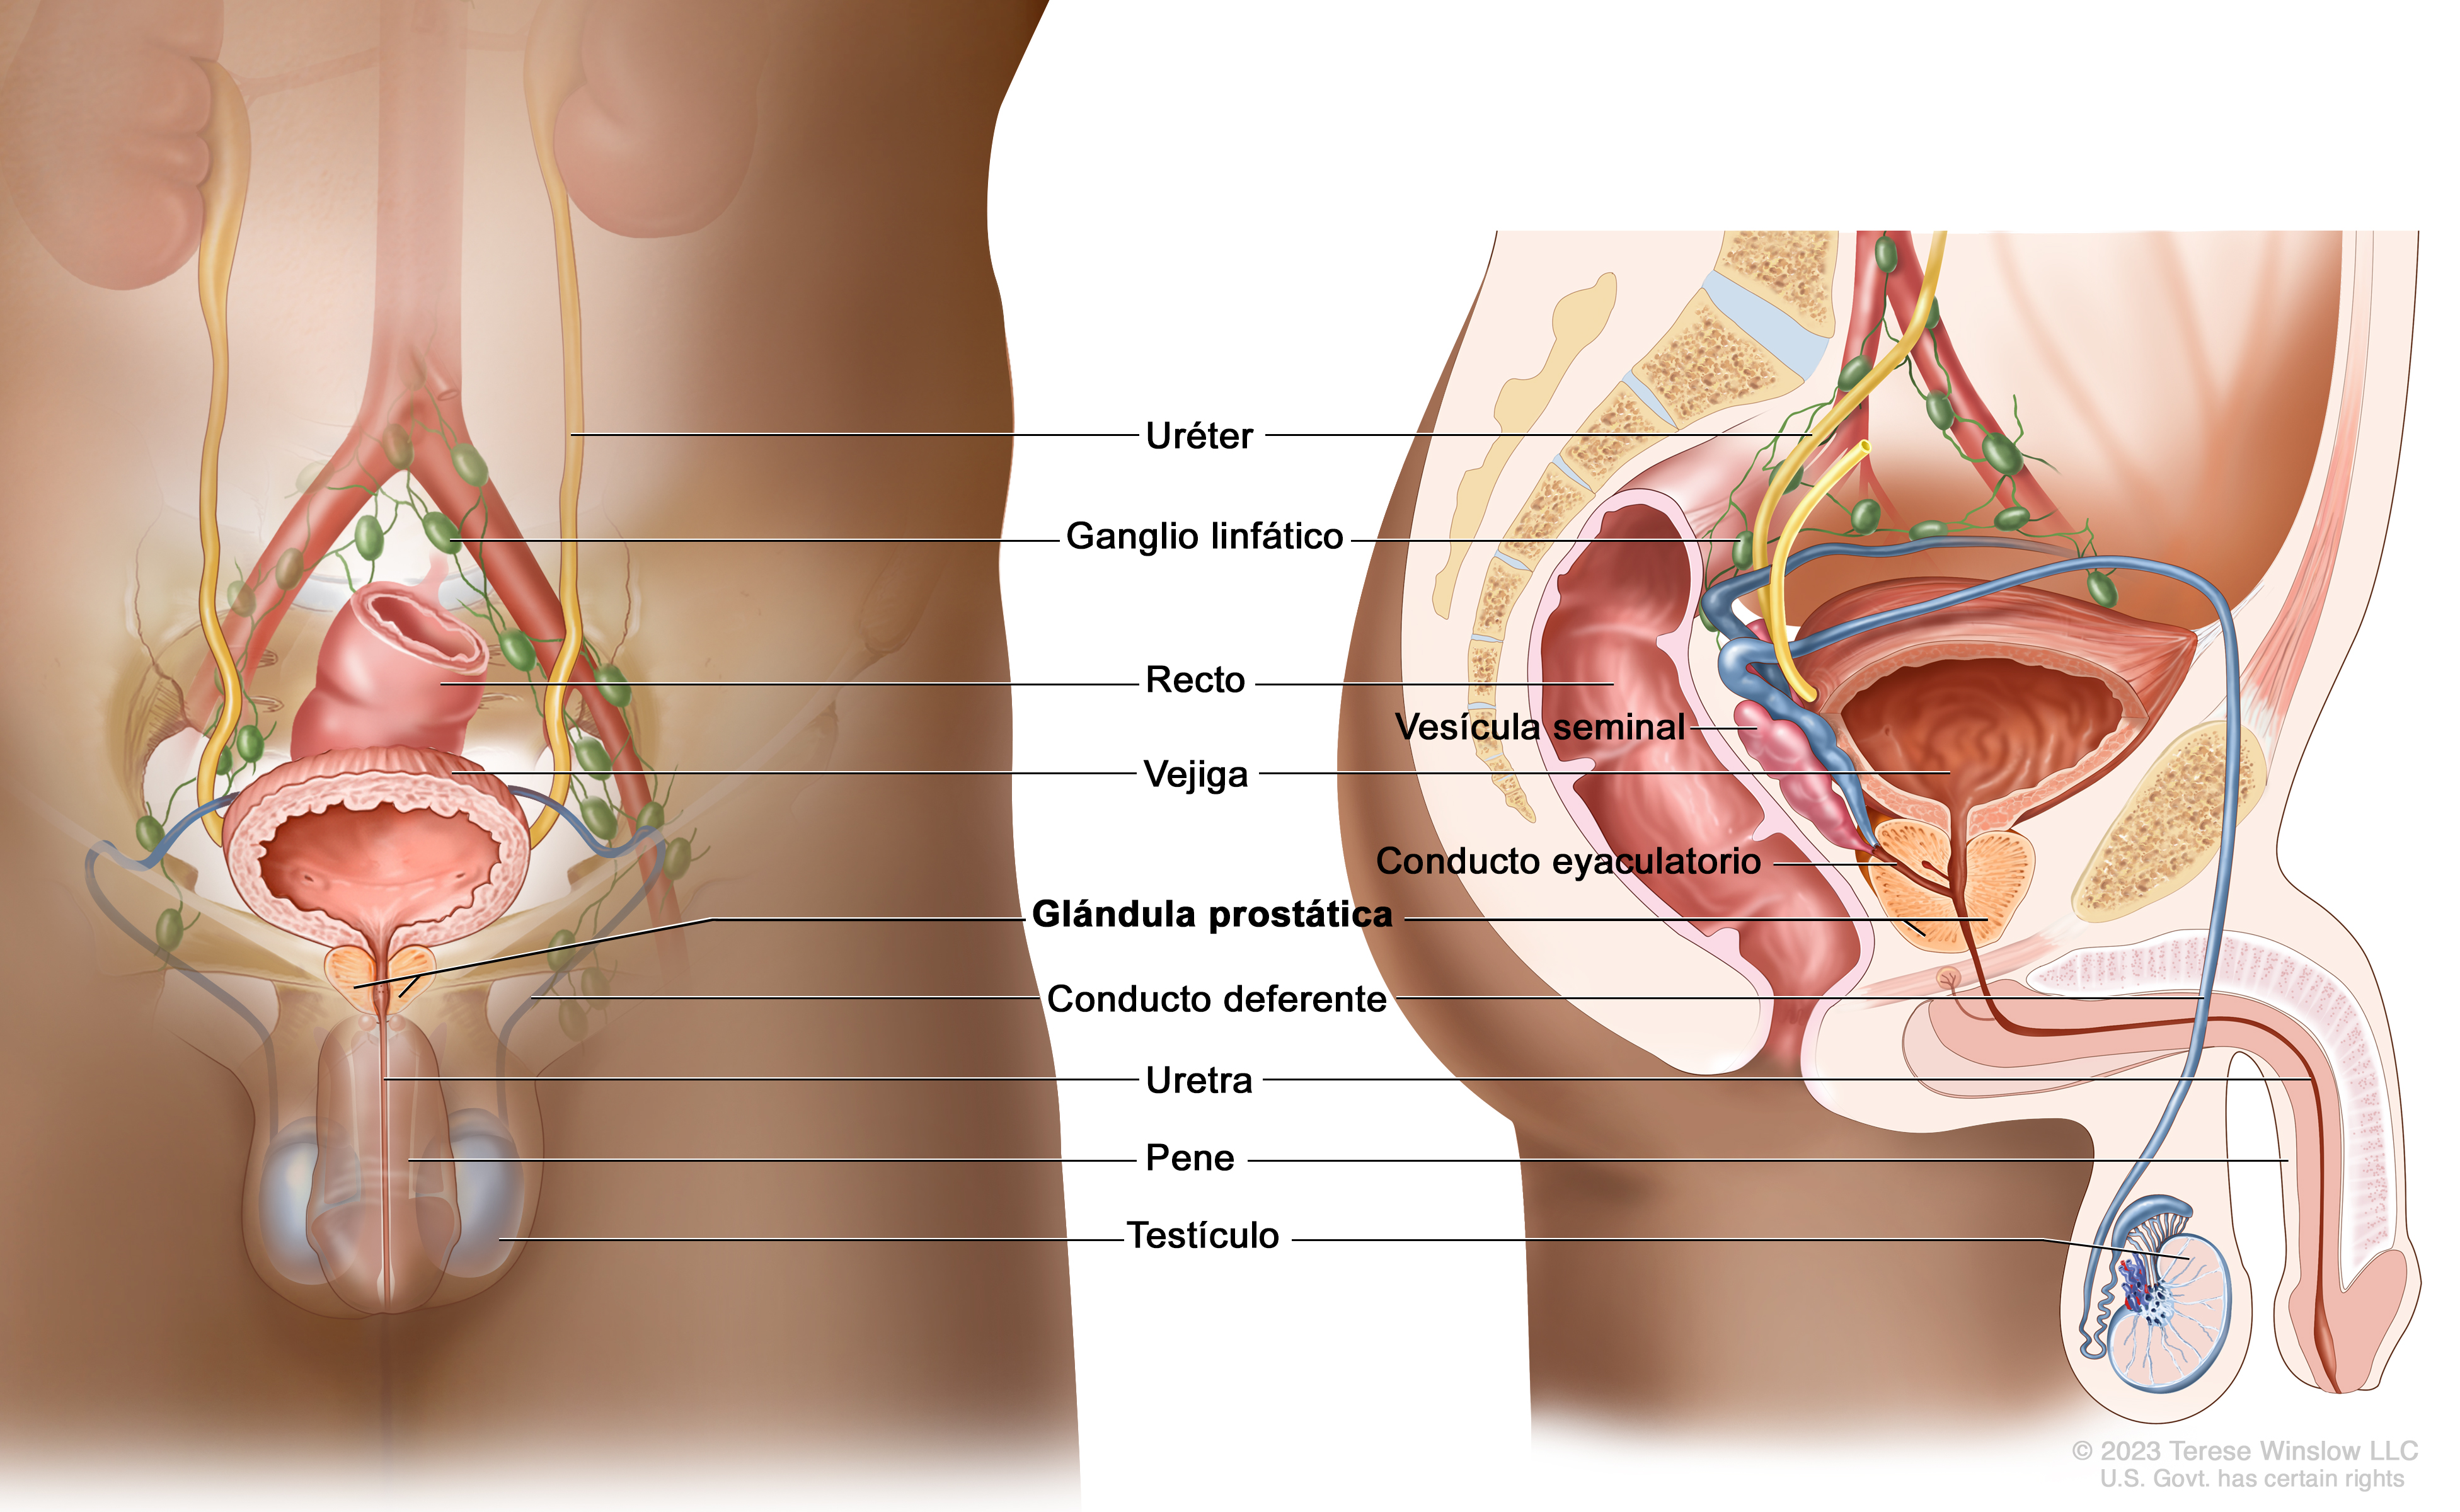 Uréter
Ganglio linfático
Recto
Vesícula seminal
Vejiga
Conducto eyaculatorio
Glándula prostática
Conducto deferente
Uretra
Pene
Testículo
© 2023 Terese Winslow LLC
U.S. Govt. has certain rights